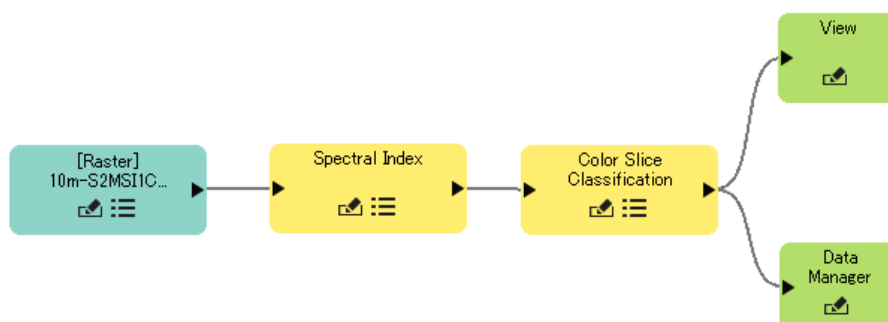 [Raster]
10m-S2MSI1C...
Spectral Index
Color Slice
Classification
View
Data
Manager